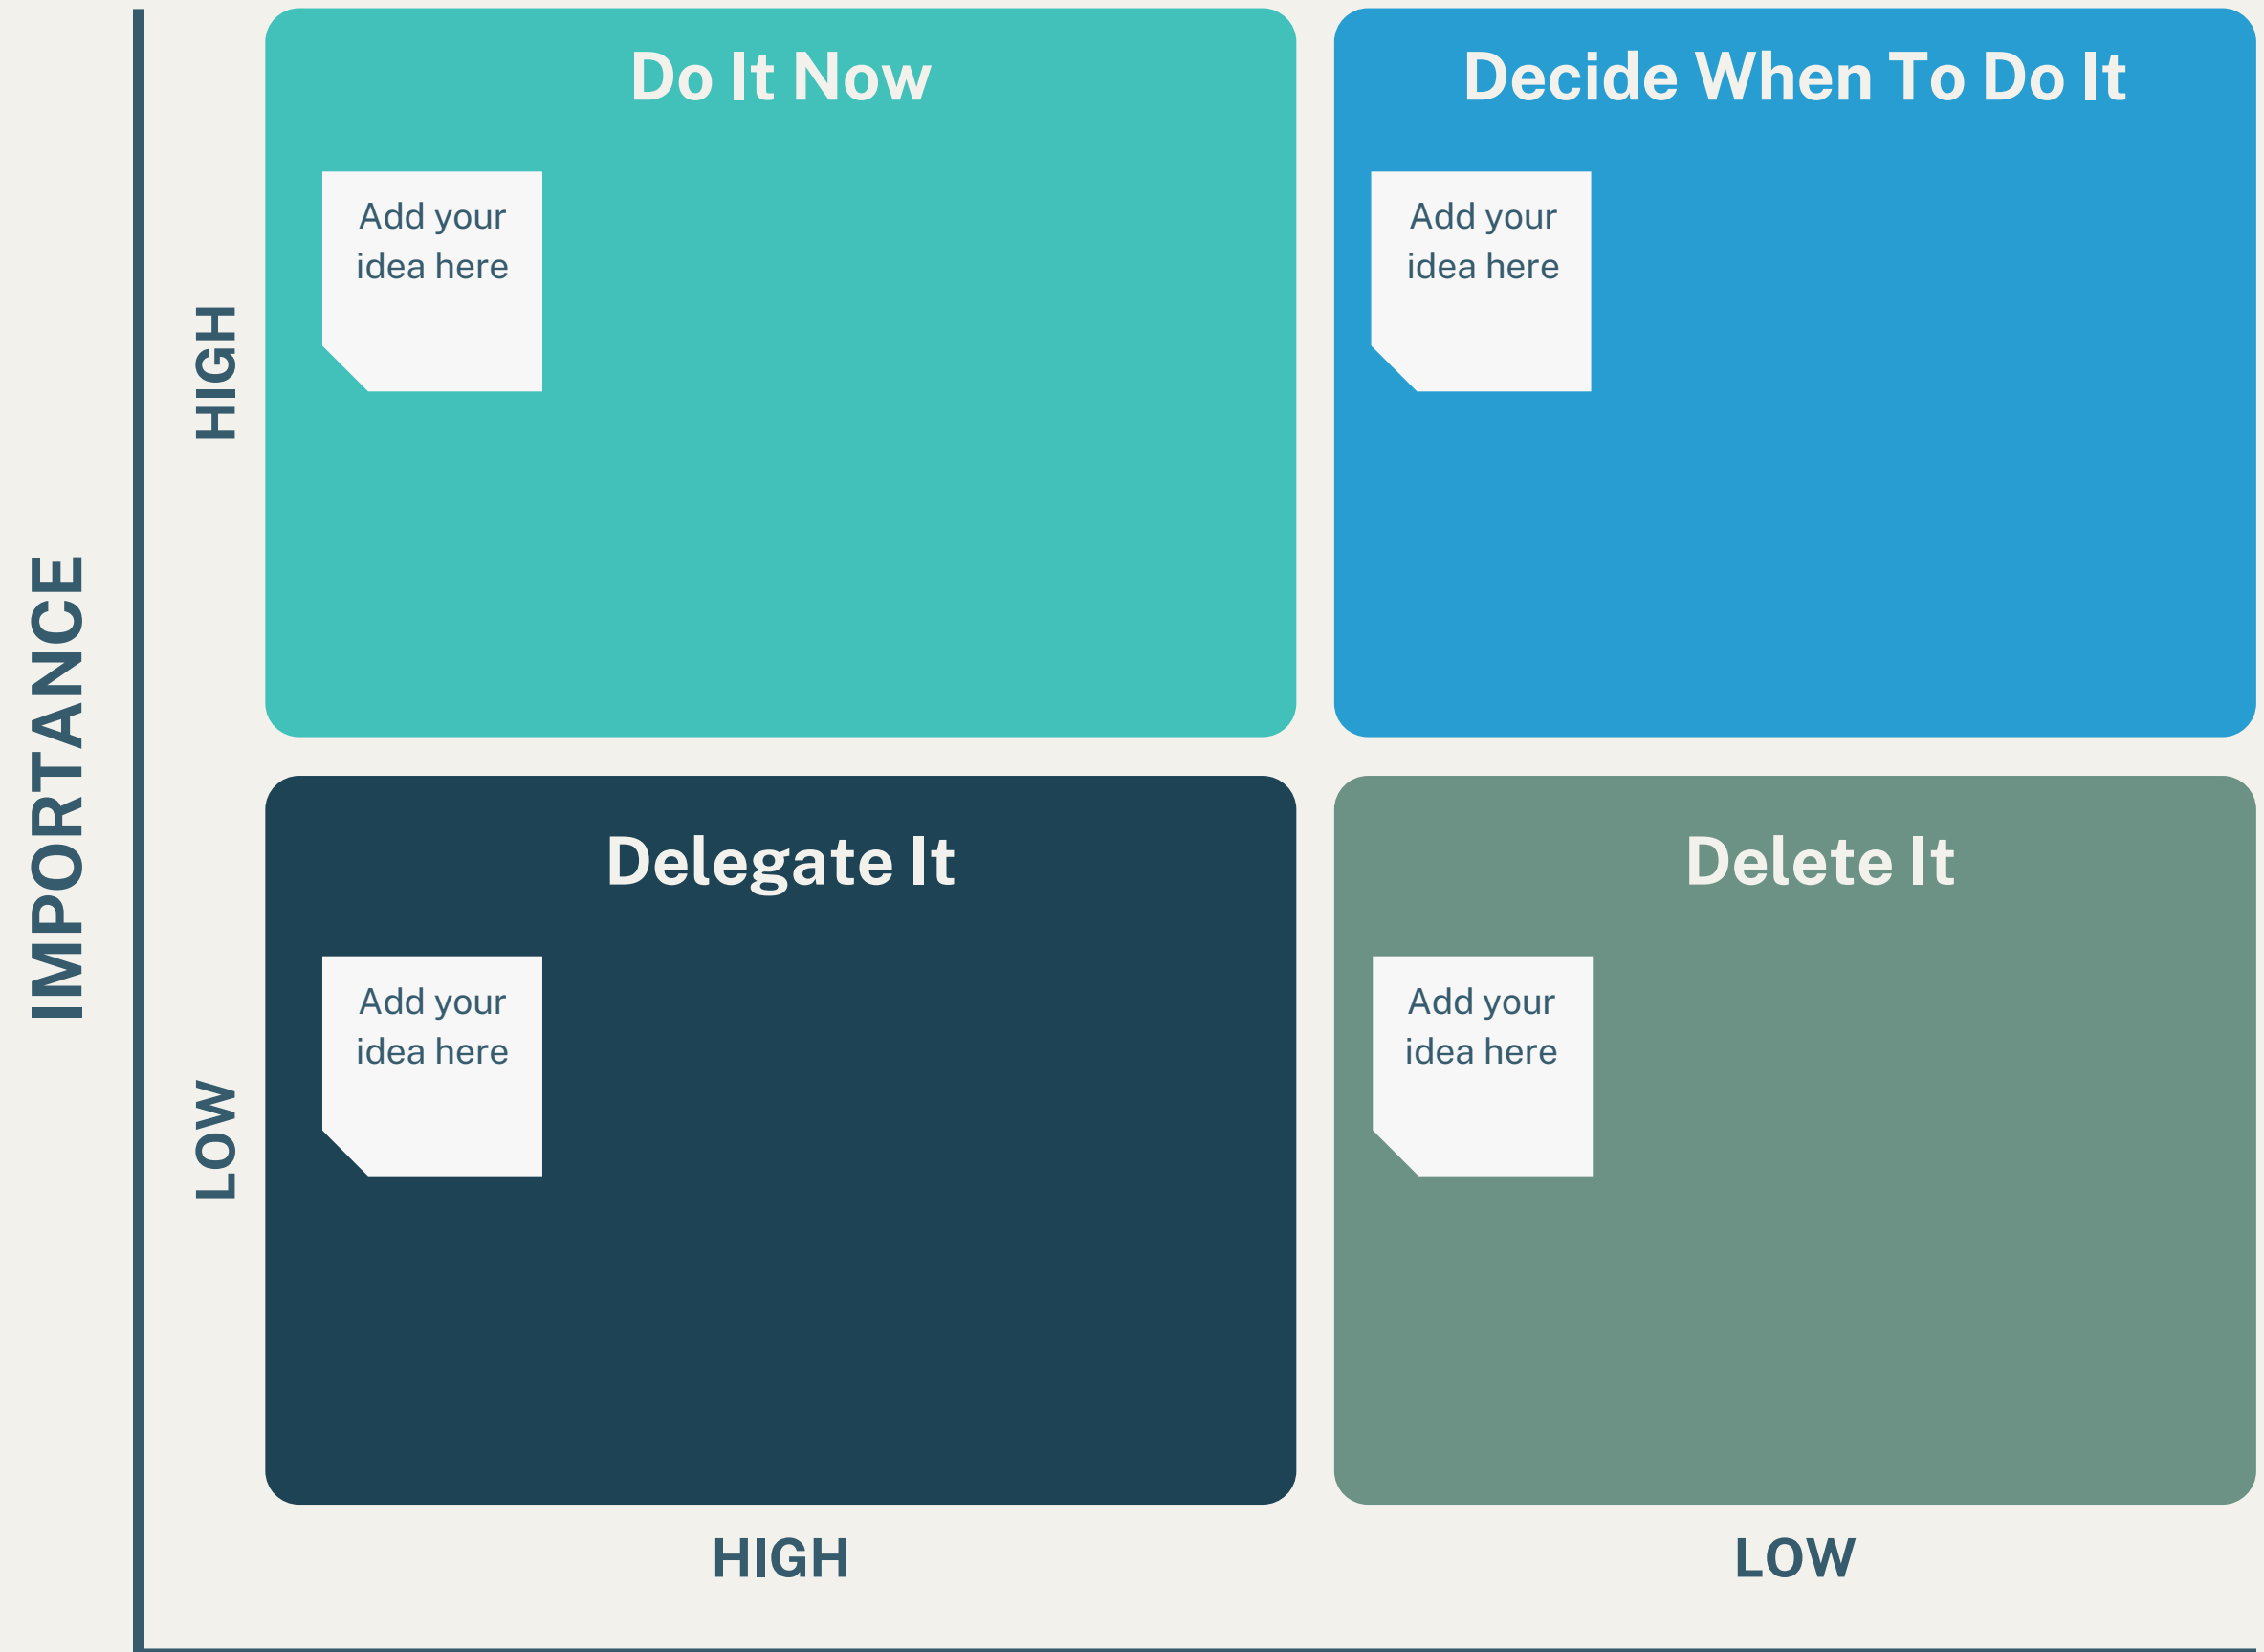 Do It Now
Decide When To Do It
Add your
idea here
Add your
idea here
HIGH
IMPORTANCE
Delegate It
Delete It
Add your
idea here
Add your
idea here
LOW
HIGH
LOW